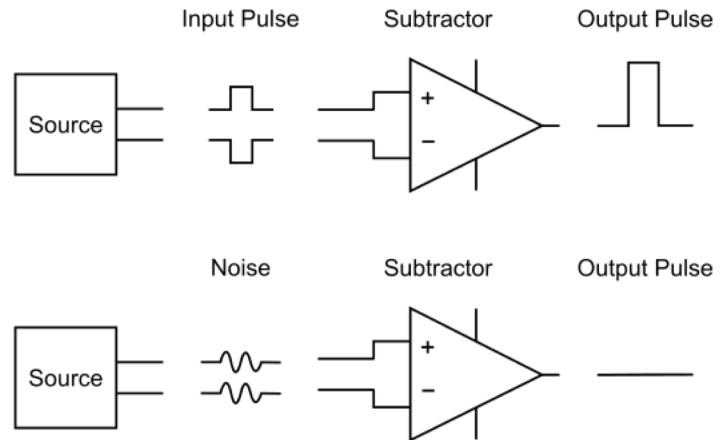 Input Pulse Subtractor Output Pulse
Source
+
−
Noise Subtractor Output Pulse
Source
+
−